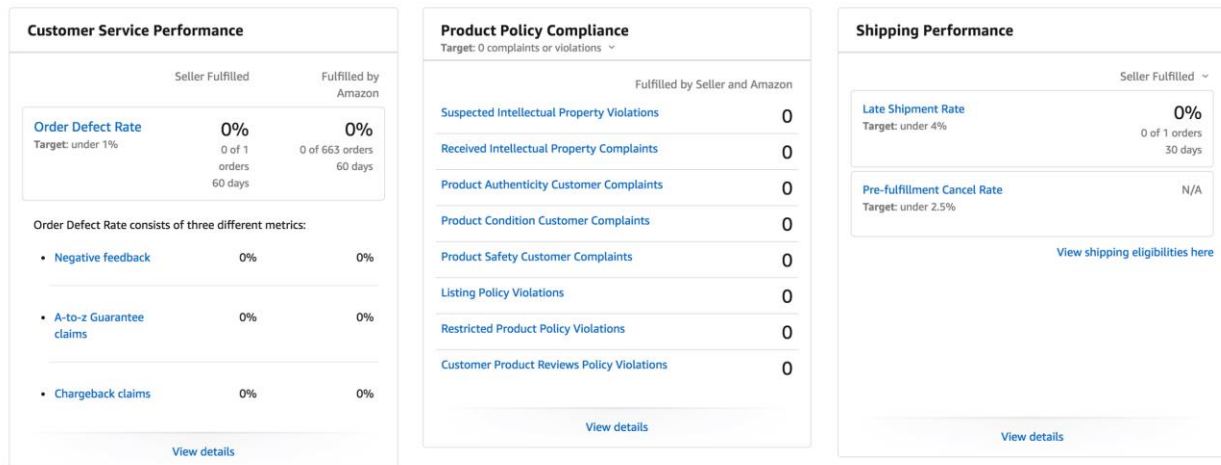 Customer Service Performance
Seller Fulfilled
Fulfilled by
Amazon
Order Defect Rate
Target: under 1%
0%
0 of 1
orders
60 days
0%
0 of 663 orders
60 days
Order Defect Rate consists of three different metrics:
• Negative feedback 0% 0%
• A-to-z Guarantee
claims 0% 0%
• Chargeback claims 0% 0%
View details
Product Policy Compliance
Target: 0 complaints or violations
Fulfilled by Seller and Amazon
Suspected Intellectual Property Violations 0
Received Intellectual Property Complaints 0
Product Authenticity Customer Complaints 0
Product Condition Customer Complaints 0
Product Safety Customer Complaints 0
Listing Policy Violations 0
Restricted Product Policy Violations 0
Customer Product Reviews Policy Violations 0
View details
Shipping Performance
Seller Fulfilled
Late Shipment Rate
Target: under 4%
0%
0 of 1 orders
30 days
Pre-fulfillment Cancel Rate
Target: under 2.5%
N/A
View shipping eligibilities here
View details